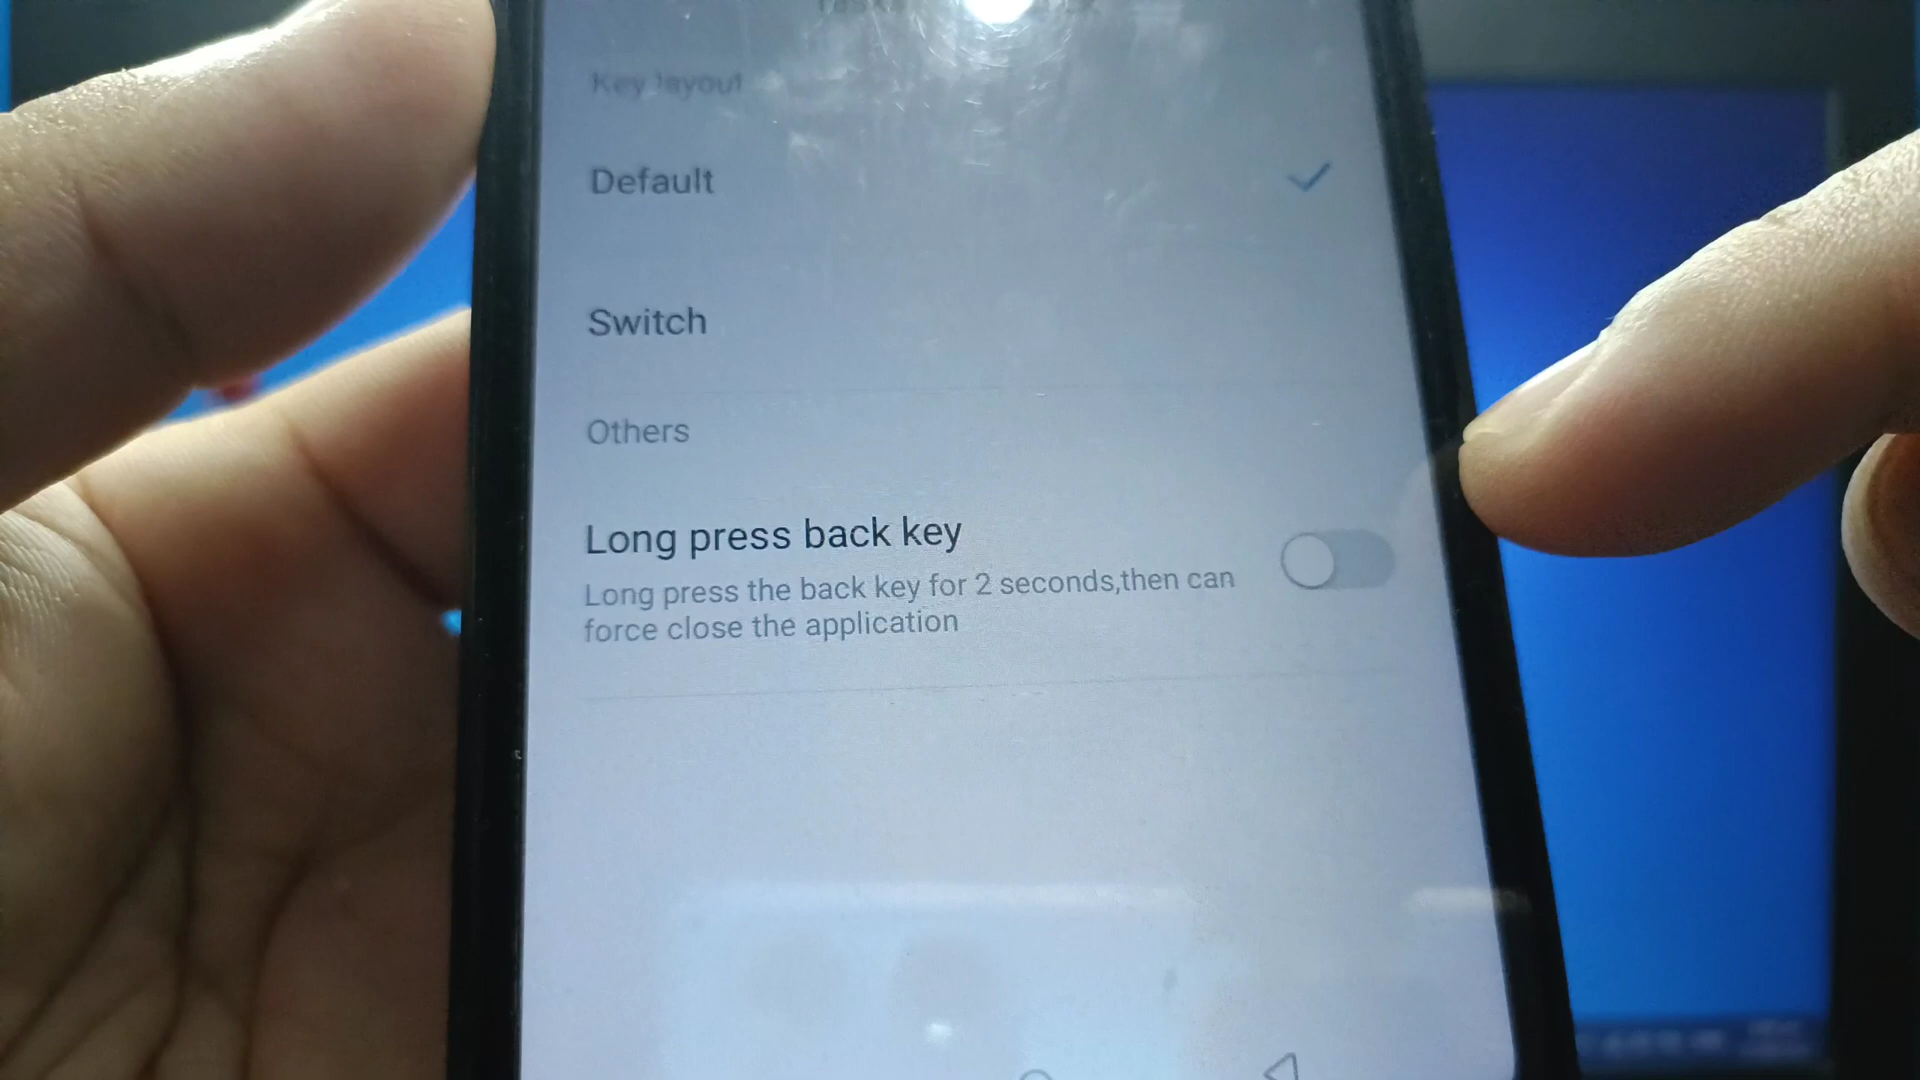 Key layout
Default
Switch
Others
Long press back key
Long press the back key for 2 seconds,then can
force close the application